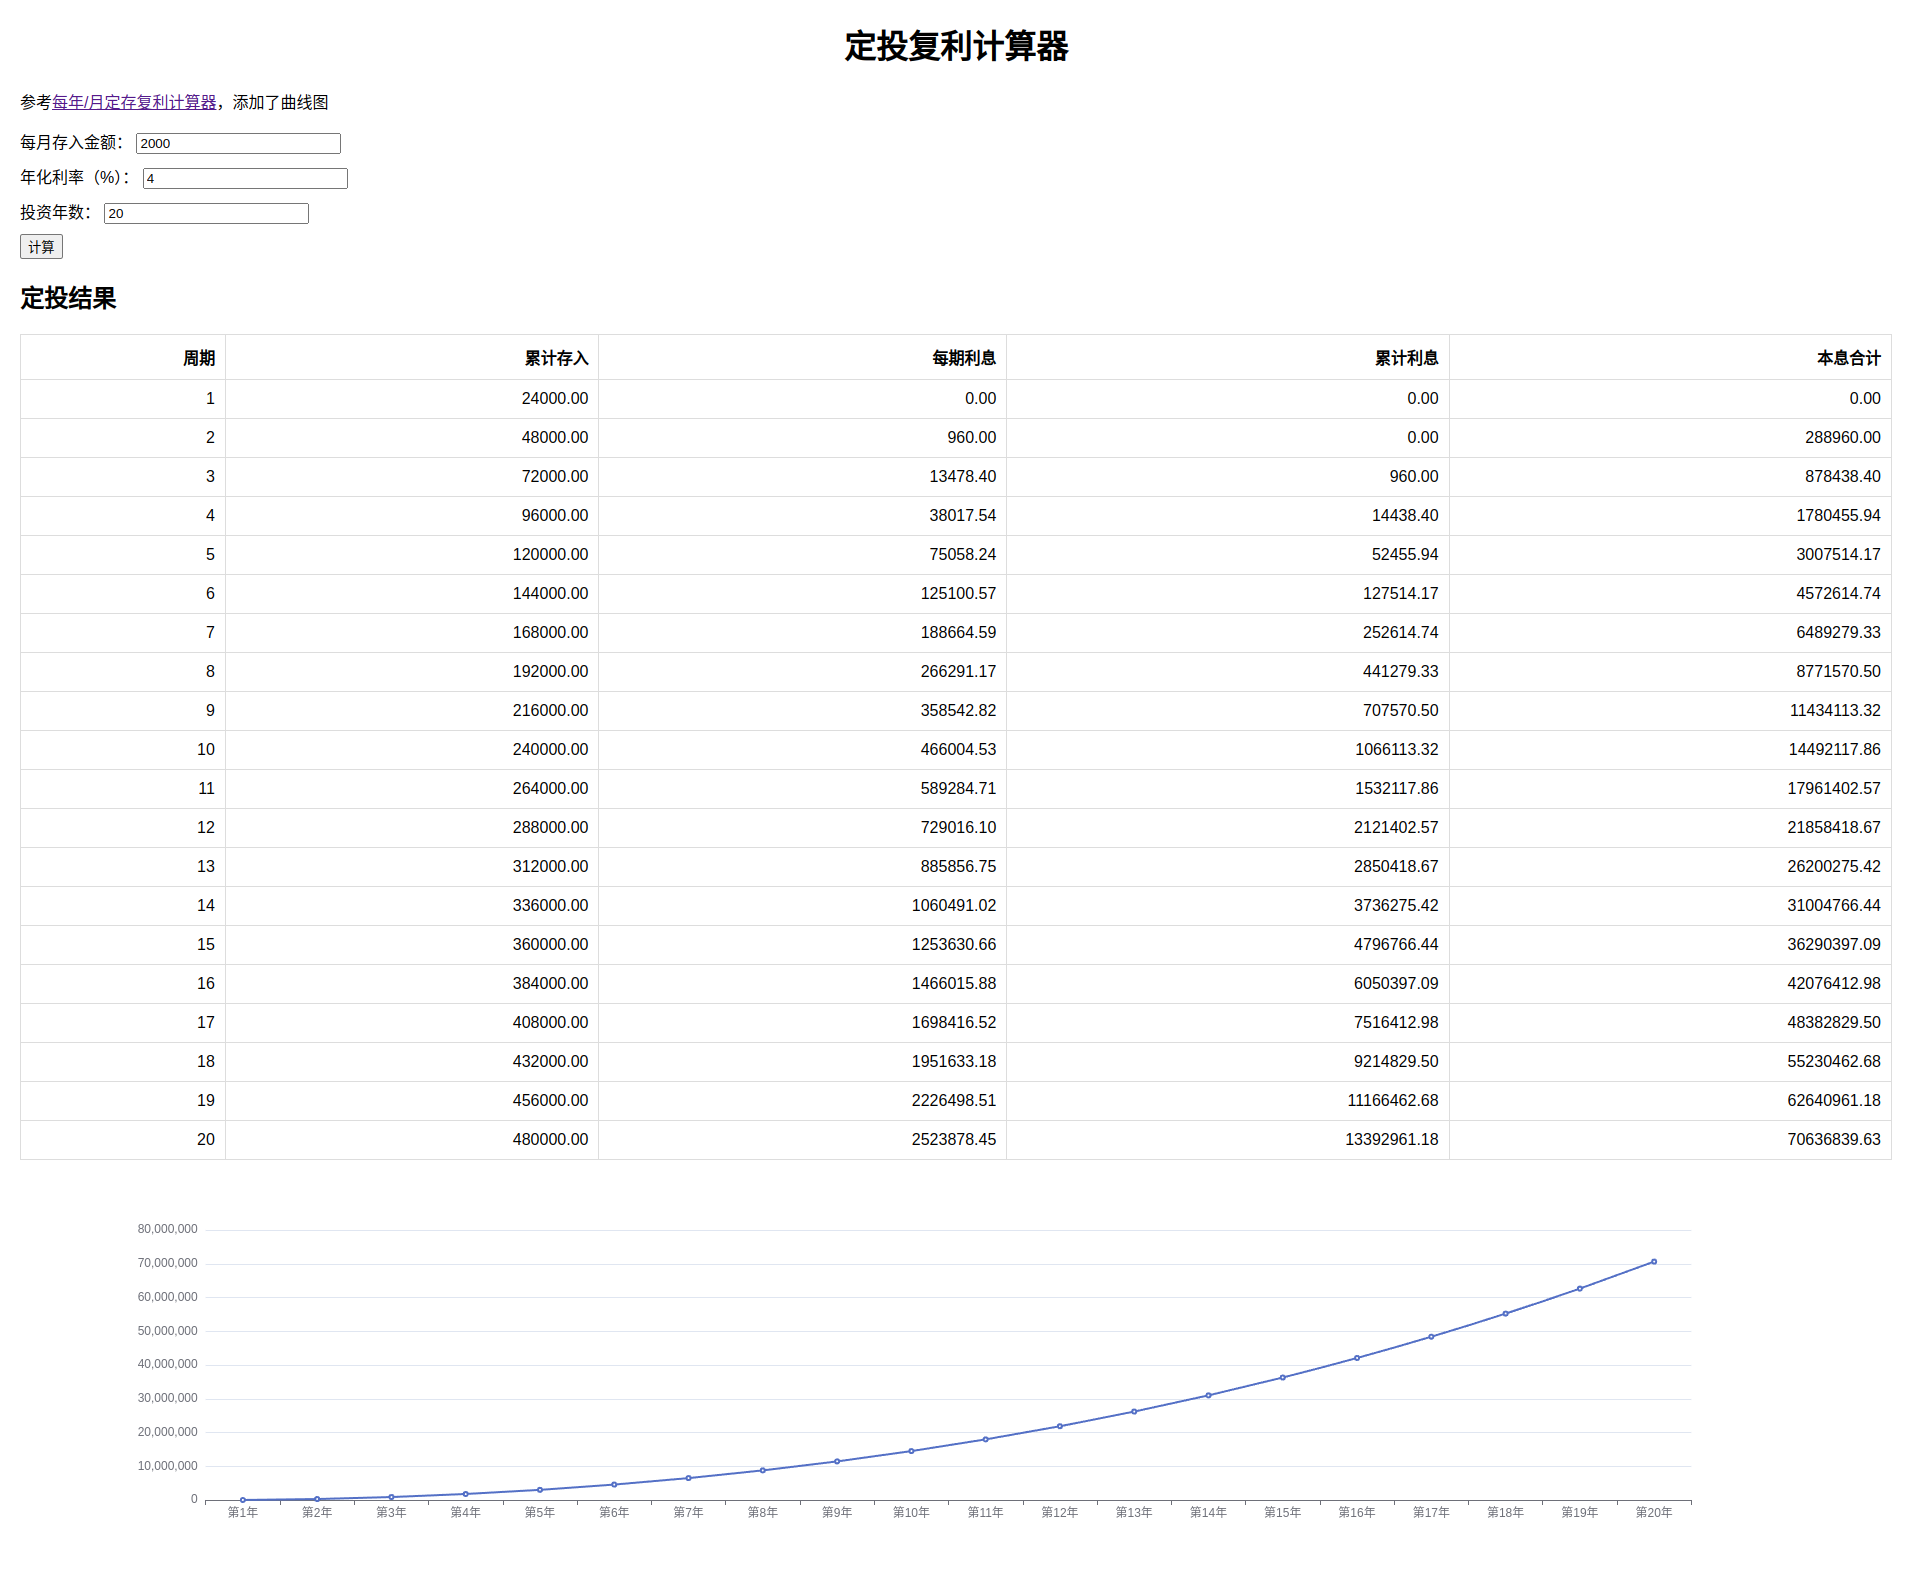 定投复利计算器
参考每年/月定存复利计算器，添加了曲线图
每月存入金额： 2000
年化利率（%）： 4
投资年数： 20
计算
定投结果
周期 累计存入 每期利息 累计利息 本息合计
1 24000.00 0.00 0.00 0.00
2 48000.00 960.00 0.00 288960.00
3 72000.00 13478.40 960.00 878438.40
4 96000.00 38017.54 14438.40 1780455.94
5 120000.00 75058.24 52455.94 3007514.17
6 144000.00 125100.57 127514.17 4572614.74
7 168000.00 188664.59 252614.74 6489279.33
8 192000.00 266291.17 441279.33 8771570.50
9 216000.00 358542.82 707570.50 11434113.32
10 240000.00 466004.53 1066113.32 14492117.86
11 264000.00 589284.71 1532117.86 17961402.57
12 288000.00 729016.10 2121402.57 21858418.67
13 312000.00 885856.75 2850418.67 26200275.42
14 336000.00 1060491.02 3736275.42 31004766.44
15 360000.00 1253630.66 4796766.44 36290397.09
16 384000.00 1466015.88 6050397.09 42076412.98
17 408000.00 1698416.52 7516412.98 48382829.50
18 432000.00 1951633.18 9214829.50 55230462.68
19 456000.00 2226498.51 11166462.68 62640961.18
20 480000.00 2523878.45 13392961.18 70636839.63
80,000,000
70,000,000
60,000,000
50,000,000
40,000,000
30,000,000
20,000,000
10,000,000
0
第1年 第2年 第3年 第4年 第5年 第6年 第7年 第8年 第9年 第10年 第11年 第12年 第13年 第14年 第15年 第16年 第17年 第18年 第19年 第20年